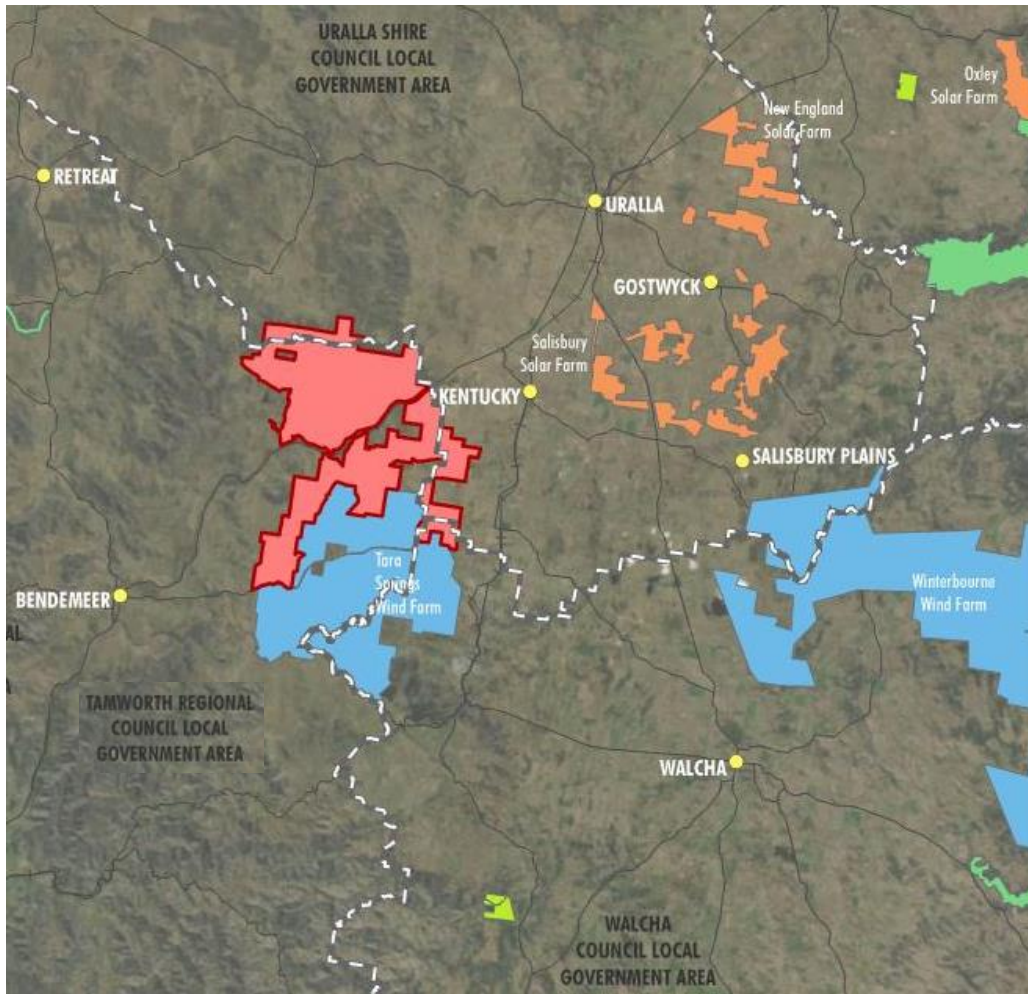 URALLA SHIRE
COUNCIL LOCAL
GOVERNMENT AREA
Oxley
Solar Farm
New England
Solar Farm
RETREAT
URALLA
GOSTWYCK
Salisbury
Solar Farm
KENTUCKY
SALISBURY PLAINS
Tara
Springs
Wind Farm
Winterbourne
Wind Farm
BENDEMEER
AL
A
TAMWORTH REGIONAL
COUNCIL LOCAL
GOVERNMENT AREA
WALCHA
WALCHA
COUNCIL LOCAL
GOVERNMENT AREA